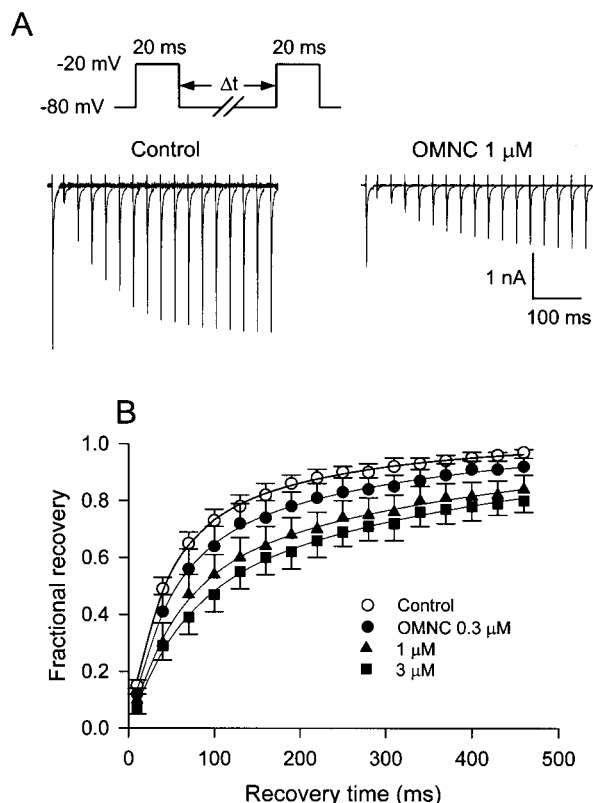 A
20 ms 20 ms
-20 mV
Δt
-80 mV
Control OMNC 1 μM
1 nA
100 ms
B
1.0
0.8
0.6
0.4
0.2
0.0
Fractional recovery
Control
OMNC 0.3 μM
1 μM
3 μM
0 100 200 300 400 500
Recovery time (ms)